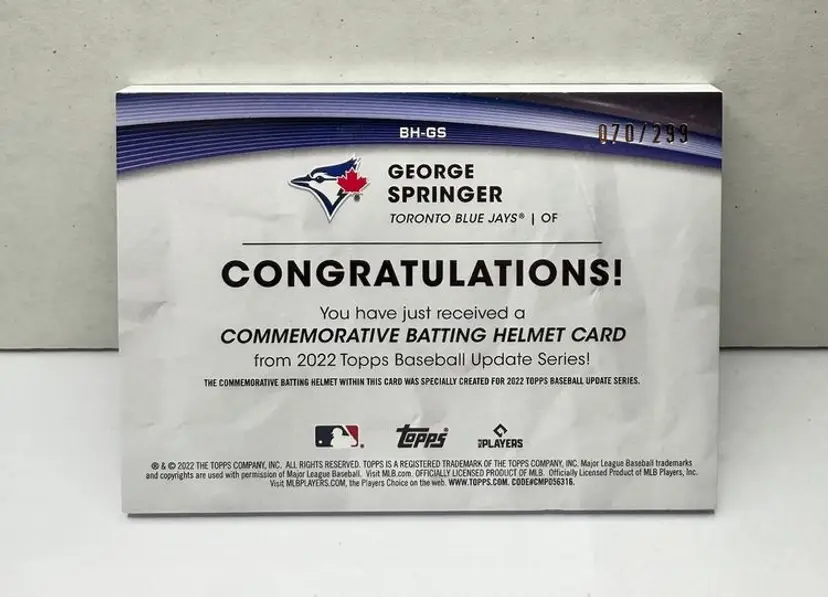 BH-GS
070/299
GEORGE
SPRINGER
TORONTO BLUE JAYS® | OF
CONGRATULATIONS!
You have just received a
COMMEMORATIVE BATTING HELMET CARD
from 2022 Topps Baseball Update Series!
THE COMMEMORATIVE BATTING HELMET WITHIN THIS CARD WAS SPECIALLY CREATED FOR 2022 TOPPS BASEBALL UPDATE SERIES.
Topps PLAYERS
® & © 2022 THE TOPPS COMPANY, INC. ALL RIGHTS RESERVED. TOPPS IS A REGISTERED TRADEMARK OF THE TOPPS COMPANY, INC. Major League Baseball trademarks
and copyrights are used with permission of Major League Baseball. Visit MLB.com. OFFICIALLY LICENSED PRODUCT OF MLB. Officially Licensed Product of MLB Players, Inc.
Visit MLBPLAYERS.COM, the Players Choice on the web. WWW.TOPPS.COM. CODE#CMP056316.